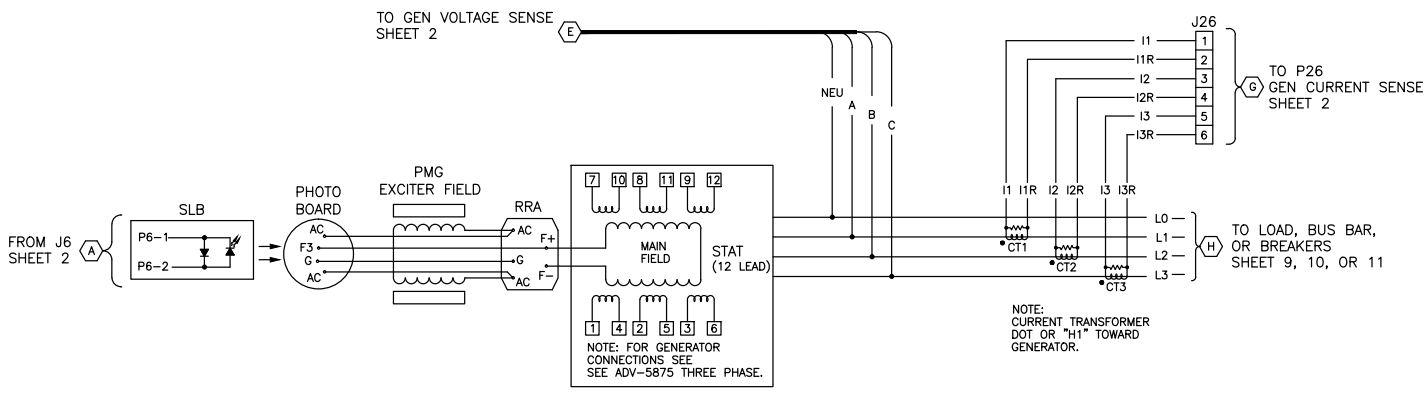 TO GEN VOLTAGE SENSE
SHEET 2
E
J26
I1 1
I1R 2
I2 3
I2R 4
I3 5
I3R 6
G
TO P26
GEN CURRENT SENSE
SHEET 2
NEU
A
B
C
I1 I1R I2 I2R I3 I3R
FROM J6
SHEET 2
A
SLB
P6-1
P6-2
PHOTO
BOARD
AC
F3
G
AC
PMG
EXCITER FIELD
RRA
AC
F+
G
F-
AC
7 10 8 11 9 12
MAIN
FIELD
STAT
(12 LEAD)
1 4 2 5 3 6
NOTE: FOR GENERATOR
CONNECTIONS SEE
SEE ADV-5875 THREE PHASE.
CT1
CT2
CT3
L0
L1
L2
L3
H
TO LOAD, BUS BAR,
OR BREAKERS
SHEET 9, 10, OR 11
NOTE:
CURRENT TRANSFORMER
DOT OR "H1" TOWARD
GENERATOR.